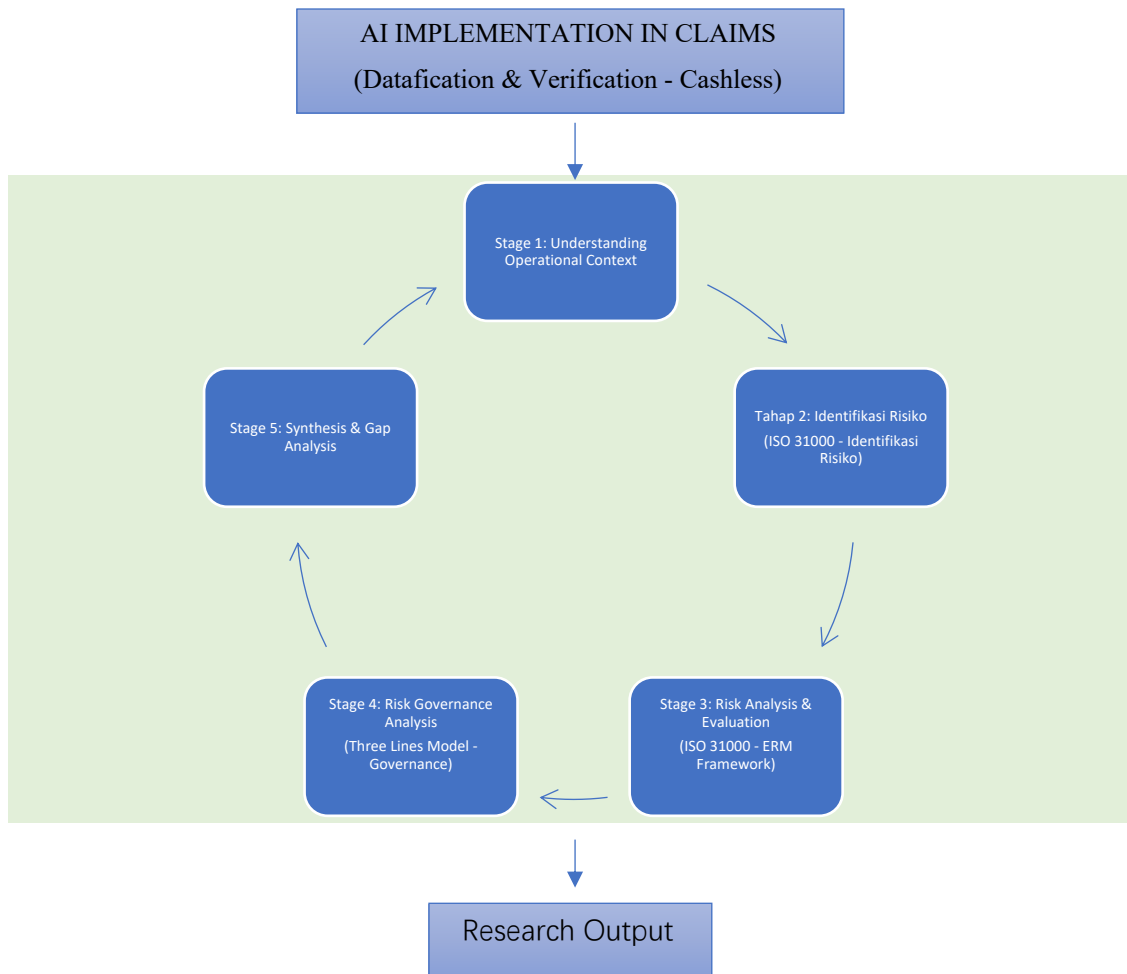 AI IMPLEMENTATION IN CLAIMS
(Datafication & Verification - Cashless)
Stage 1: Understanding
Operational Context
Tahap 2: Identifikasi Risiko
(ISO 31000 - Identifikasi
Risiko)
Stage 3: Risk Analysis &
Evaluation
(ISO 31000 - ERM
Framework)
Stage 4: Risk Governance
Analysis
(Three Lines Model -
Governance)
Stage 5: Synthesis & Gap
Analysis
Research Output